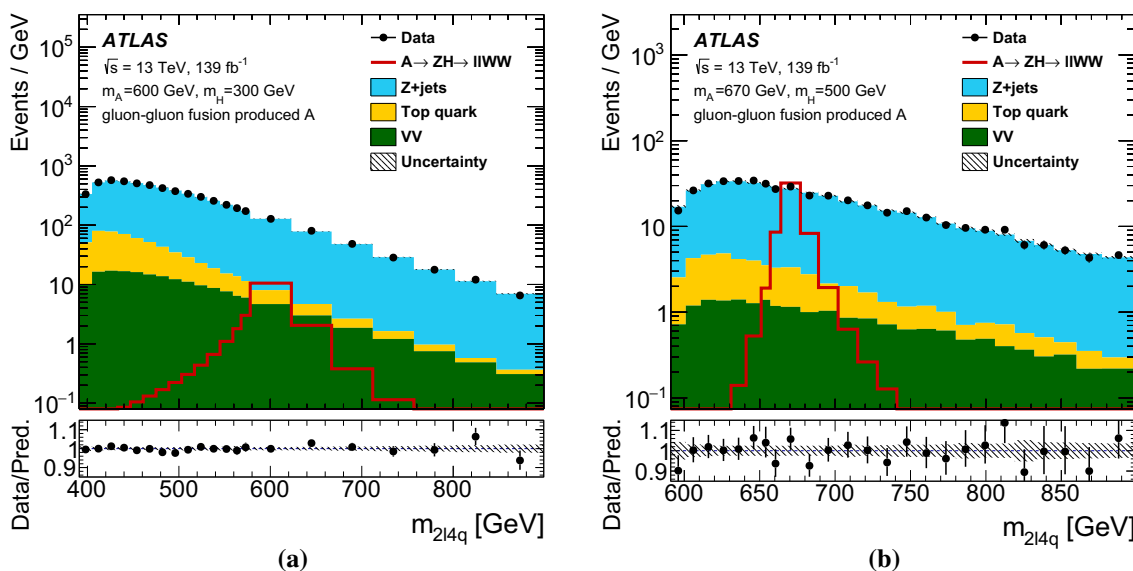 Events / GeV
10⁵
10⁴
10³
10²
10
1
10⁻¹
ATLAS
√s = 13 TeV, 139 fb⁻¹
m_A=600 GeV, m_H=300 GeV
gluon-gluon fusion produced A
Data
A→ ZH→ llWW
Z+jets
Top quark
VV
Uncertainty
Data/Pred.
1.1
1
0.9
400 500 600 700 800
m_2l4q [GeV]
(a)
Events / GeV
10³
10²
10
1
10⁻¹
ATLAS
√s = 13 TeV, 139 fb⁻¹
m_A=670 GeV, m_H=500 GeV
gluon-gluon fusion produced A
Data
A→ ZH→ llWW
Z+jets
Top quark
VV
Uncertainty
Data/Pred.
1.1
1
0.9
600 650 700 750 800 850
m_2l4q [GeV]
(b)